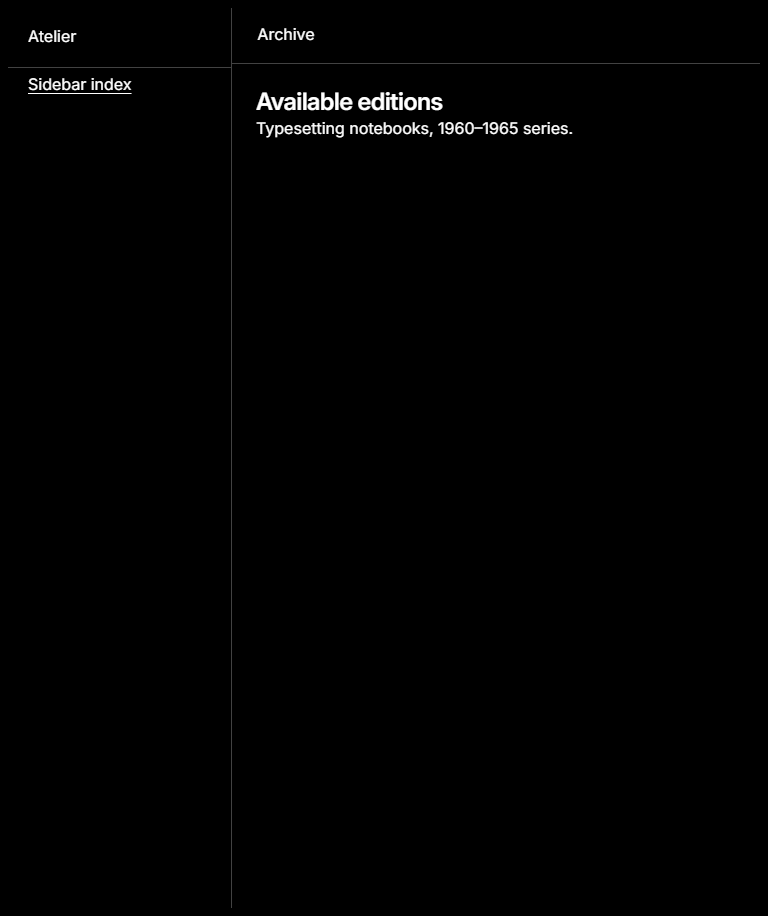 Atelier
Sidebar index
Archive
Available editions
Typesetting notebooks, 1960–1965 series.